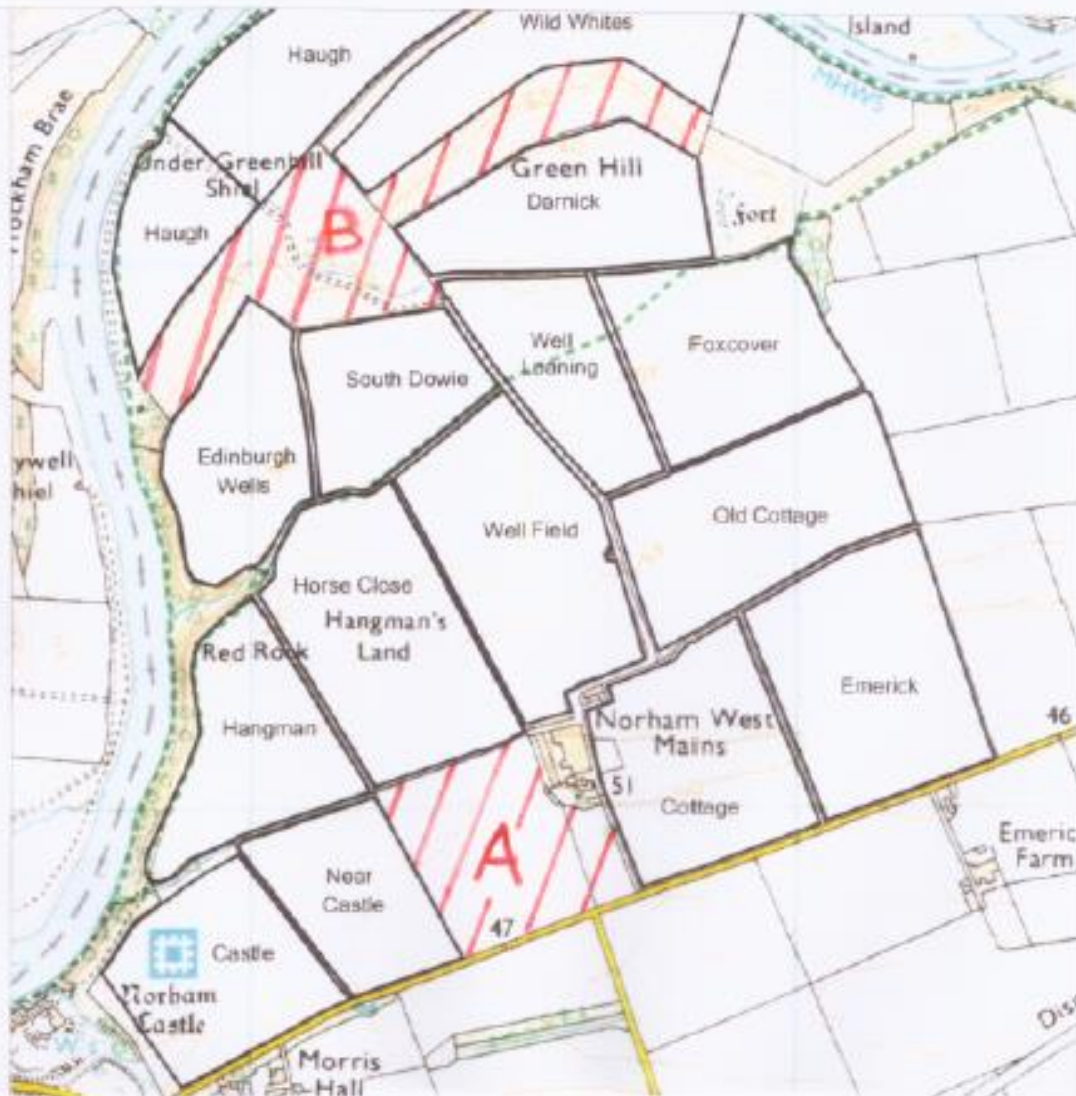 Wild Whites
Island
Haugh
MHWS
Under Greenhill
Shiel
Green Hill
Darnick
Haugh
B
Fort
Well
Leaning
Foxcover
South Dowie
Edinburgh
Wells
Well Field
Old Cottage
Horse Close
Hangman's
Land
Red Rock
Hangman
Norham West
Mains
Emerick
46
51
Cottage
A
Near
Castle
47
Emeric
Farm
Castle
Norham
Castle
Morris
Hall
Disc